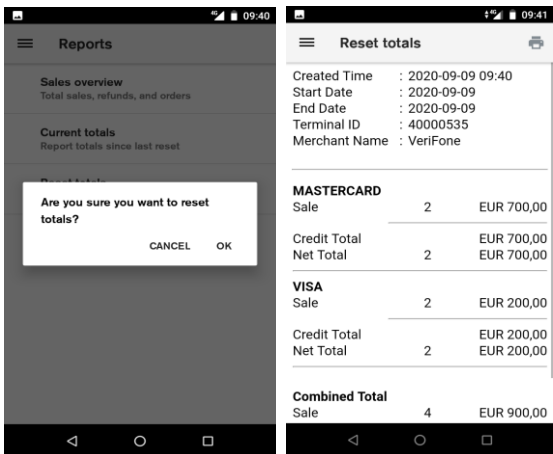 4G 09:40
Reports
Sales overview
Total sales, refunds, and orders
Current totals
Report totals since last reset
Reset totals
Are you sure you want to reset
totals?
CANCEL OK
4G 09:41
Reset totals
Created Time : 2020-09-09 09:40
Start Date : 2020-09-09
End Date : 2020-09-09
Terminal ID : 40000535
Merchant Name : VeriFone
MASTERCARD
Sale 2 EUR 700,00
Credit Total EUR 700,00
Net Total 2 EUR 700,00
VISA
Sale 2 EUR 200,00
Credit Total EUR 200,00
Net Total 2 EUR 200,00
Combined Total
Sale 4 EUR 900,00